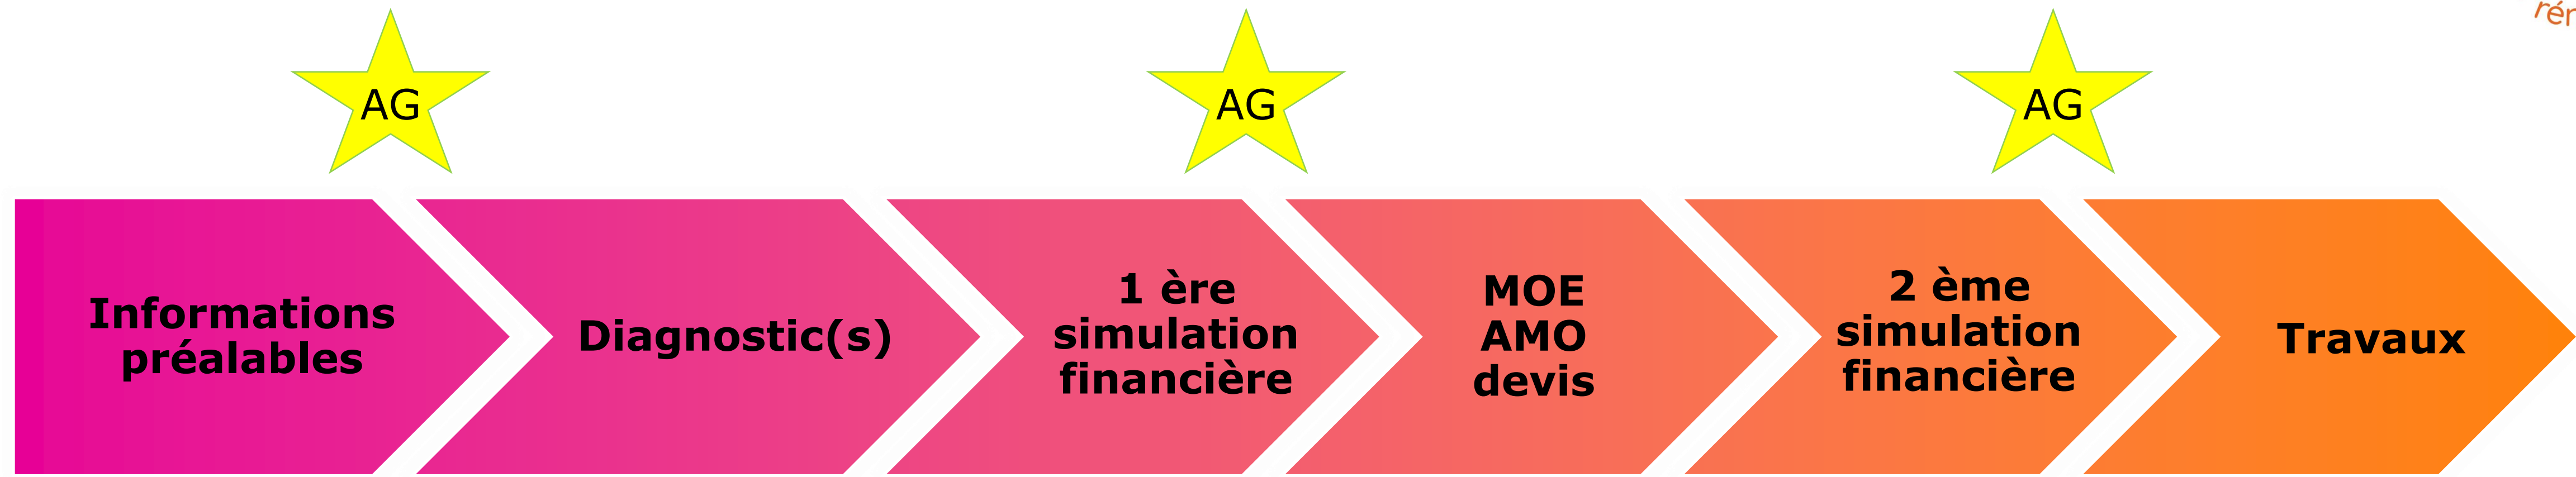 AG
AG
AG
Informations
préalables
Diagnostic(s)
1 ère
simulation
financière
MOE
AMO
devis
2 ème
simulation
financière
Travaux